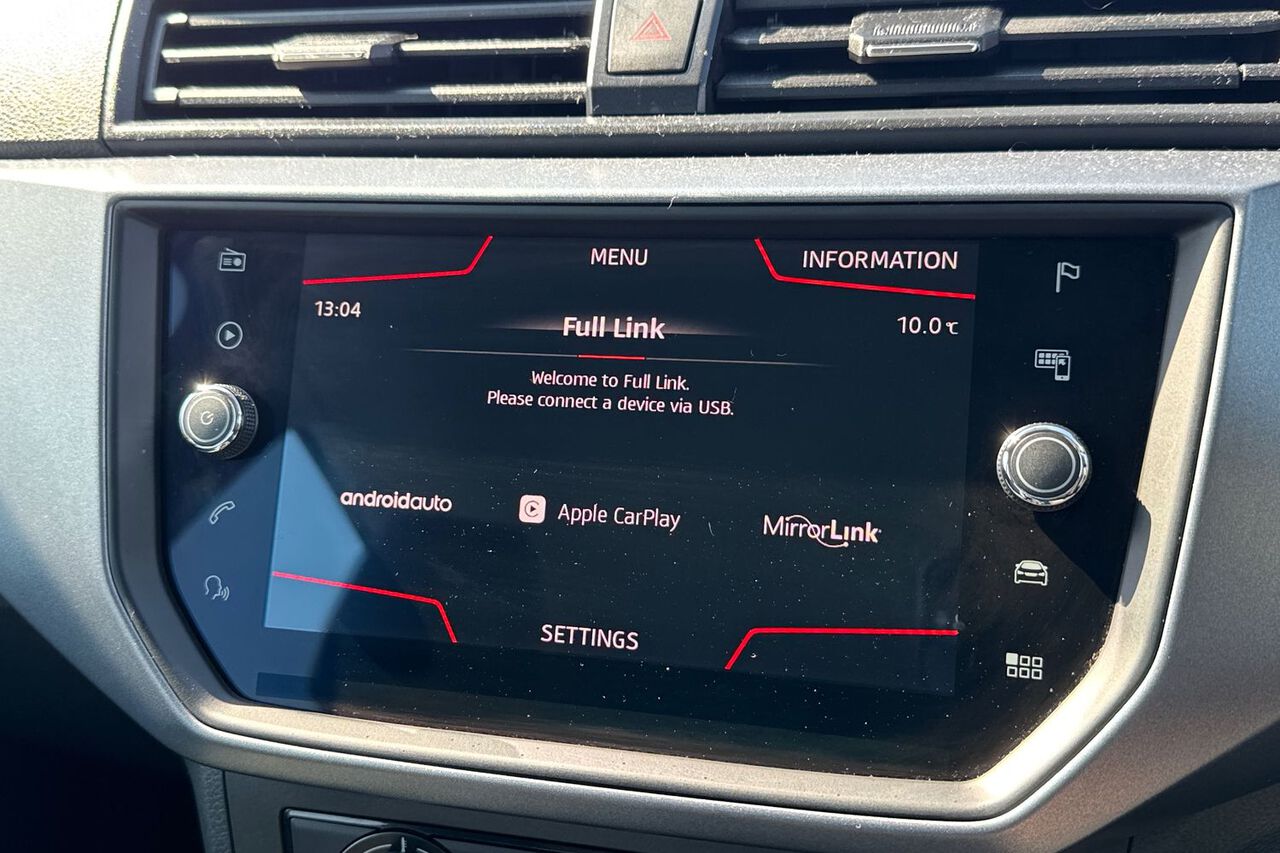 MENU
INFORMATION
13:04
Full Link
10.0 °C
Welcome to Full Link.
Please connect a device via USB.
androidauto
Apple CarPlay
MirrorLink
SETTINGS